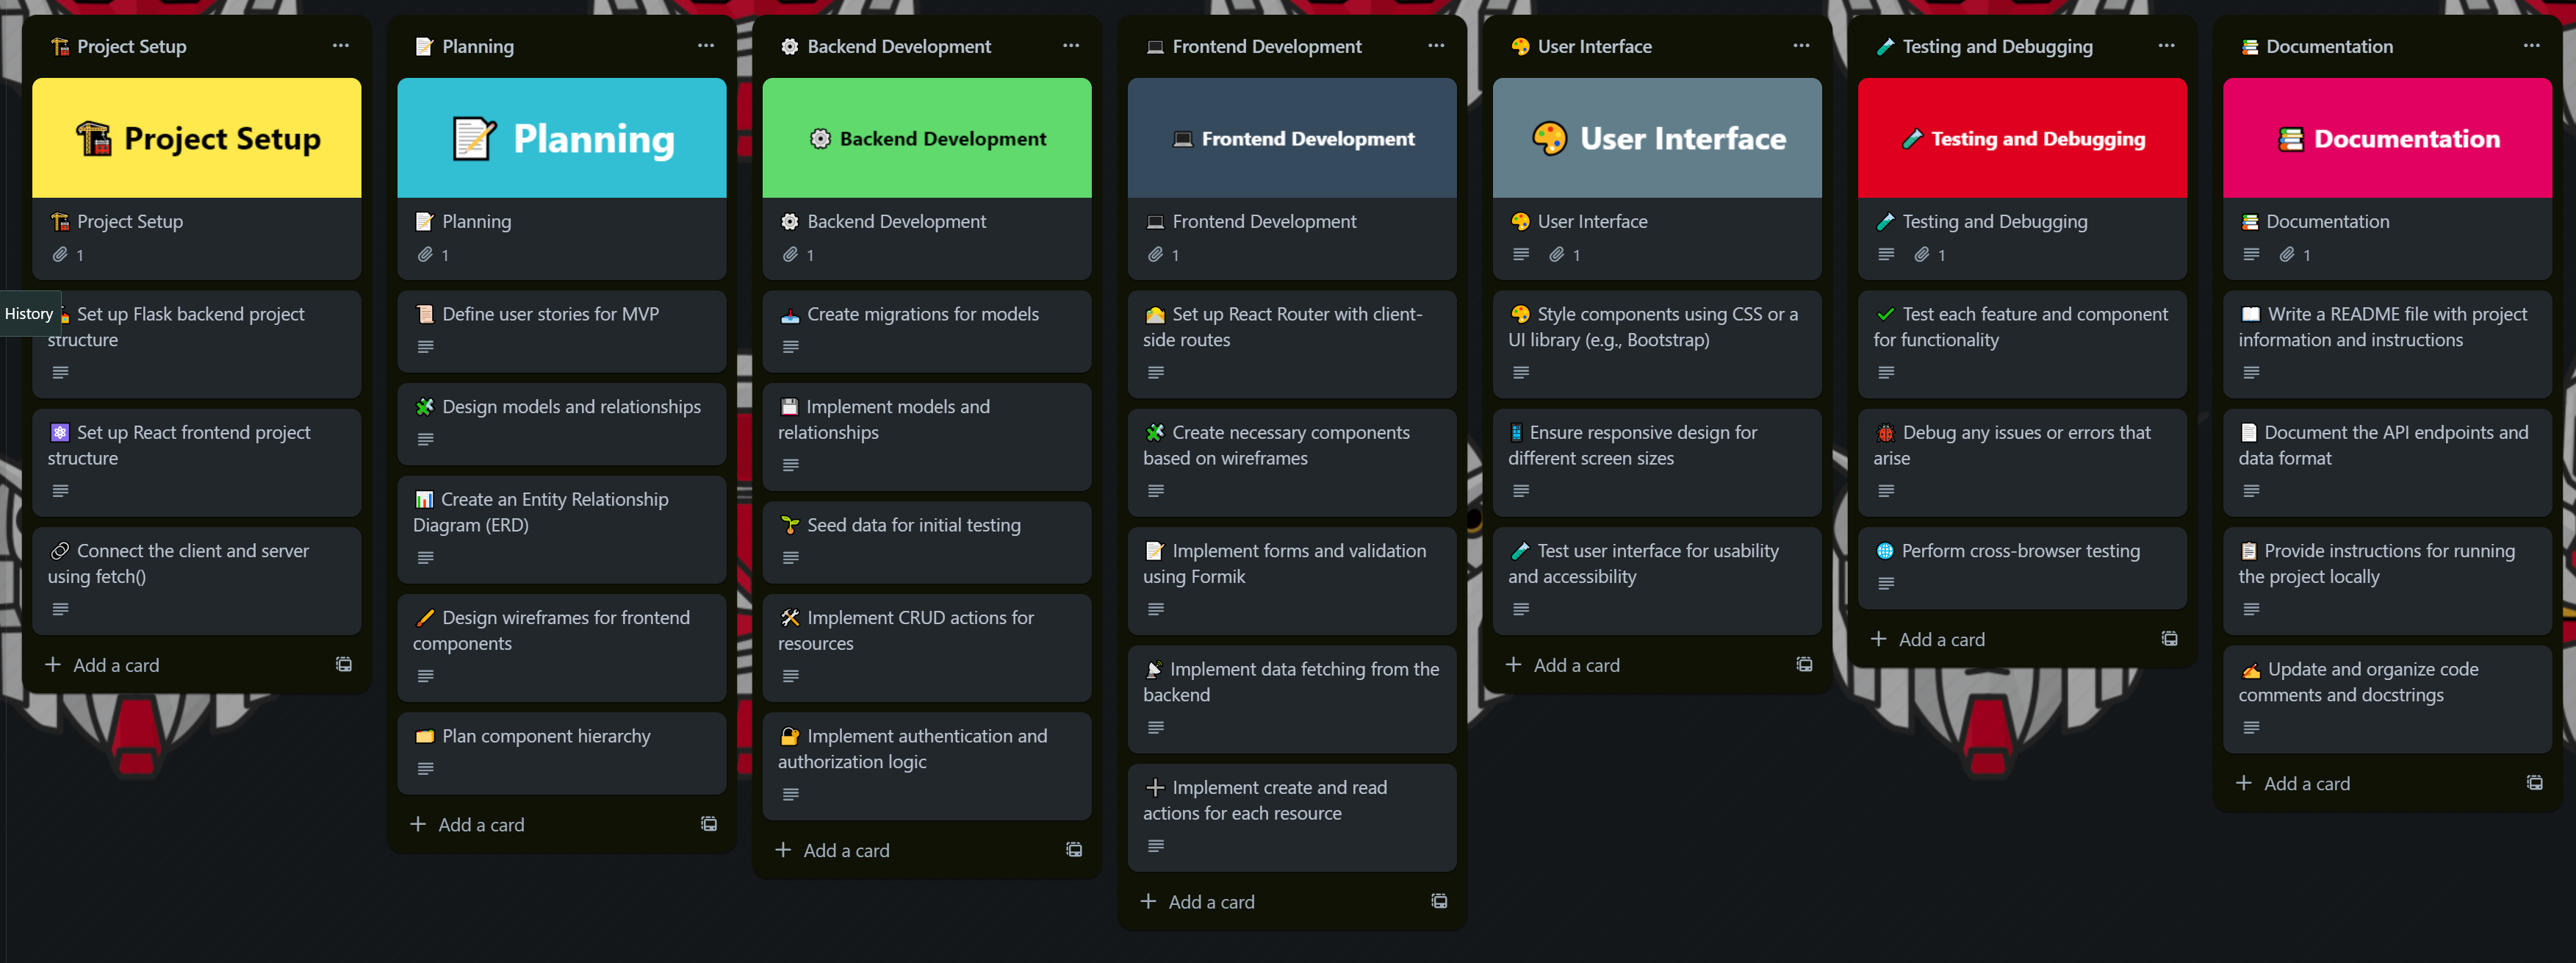 Project Setup
Project Setup
Project Setup
1
History
Set up Flask backend project
structure
Set up React frontend project
structure
Connect the client and server
using fetch()
Add a card
Planning
Planning
Planning
1
Define user stories for MVP
Design models and relationships
Create an Entity Relationship
Diagram (ERD)
Design wireframes for frontend
components
Plan component hierarchy
Add a card
Backend Development
Backend Development
Backend Development
1
Create migrations for models
Implement models and
relationships
Seed data for initial testing
Implement CRUD actions for
resources
Implement authentication and
authorization logic
Add a card
Frontend Development
Frontend Development
Frontend Development
1
Set up React Router with client-
side routes
Create necessary components
based on wireframes
Implement forms and validation
using Formik
Implement data fetching from the
backend
Implement create and read
actions for each resource
Add a card
User Interface
User Interface
User Interface
1
Style components using CSS or a
UI library (e.g., Bootstrap)
Ensure responsive design for
different screen sizes
Test user interface for usability
and accessibility
Add a card
Testing and Debugging
Testing and Debugging
Testing and Debugging
1
Test each feature and component
for functionality
Debug any issues or errors that
arise
Perform cross-browser testing
Add a card
Documentation
Documentation
Documentation
1
Write a README file with project
information and instructions
Document the API endpoints and
data format
Provide instructions for running
the project locally
Update and organize code
comments and docstrings
Add a card